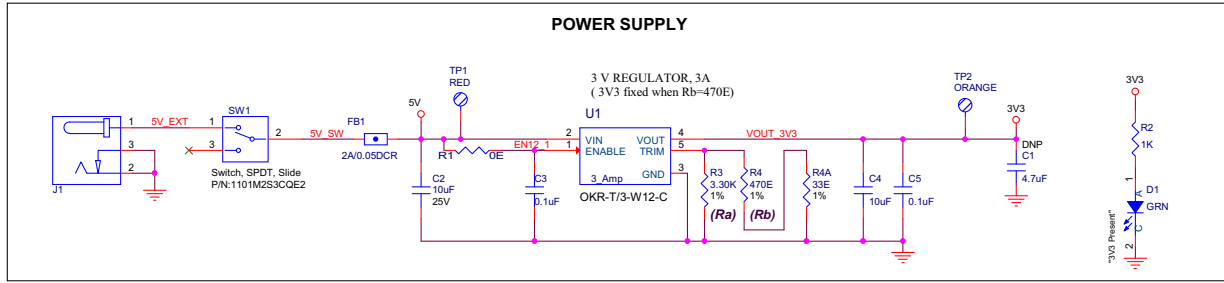 POWER SUPPLY
J1
1
3
2
5V_EXT
SW1
1
3
2
Switch, SPDT, Slide
P/N:1101M2S3CQE2
5V_SW
FB1
2A/0.05DCR
5V
TP1
RED
C2
10uF
25V
R1
0E
EN12_1
C3
0.1uF
3 V REGULATOR, 3A
( 3V3 fixed when Rb=470E)
U1
2
VIN
1
ENABLE
VOUT
4
TRIM
5
GND
3
3_Amp
OKR-T/3-W12-C
VOUT_3V3
R3
3.30K
1%
(Ra)
R4
470E
1%
(Rb)
R4A
33E
1%
C4
10uF
C5
0.1uF
TP2
ORANGE
3V3
DNP
C1
4.7uF
3V3
R2
1K
1
A
D1
GRN
C
2
"3V3 Present"